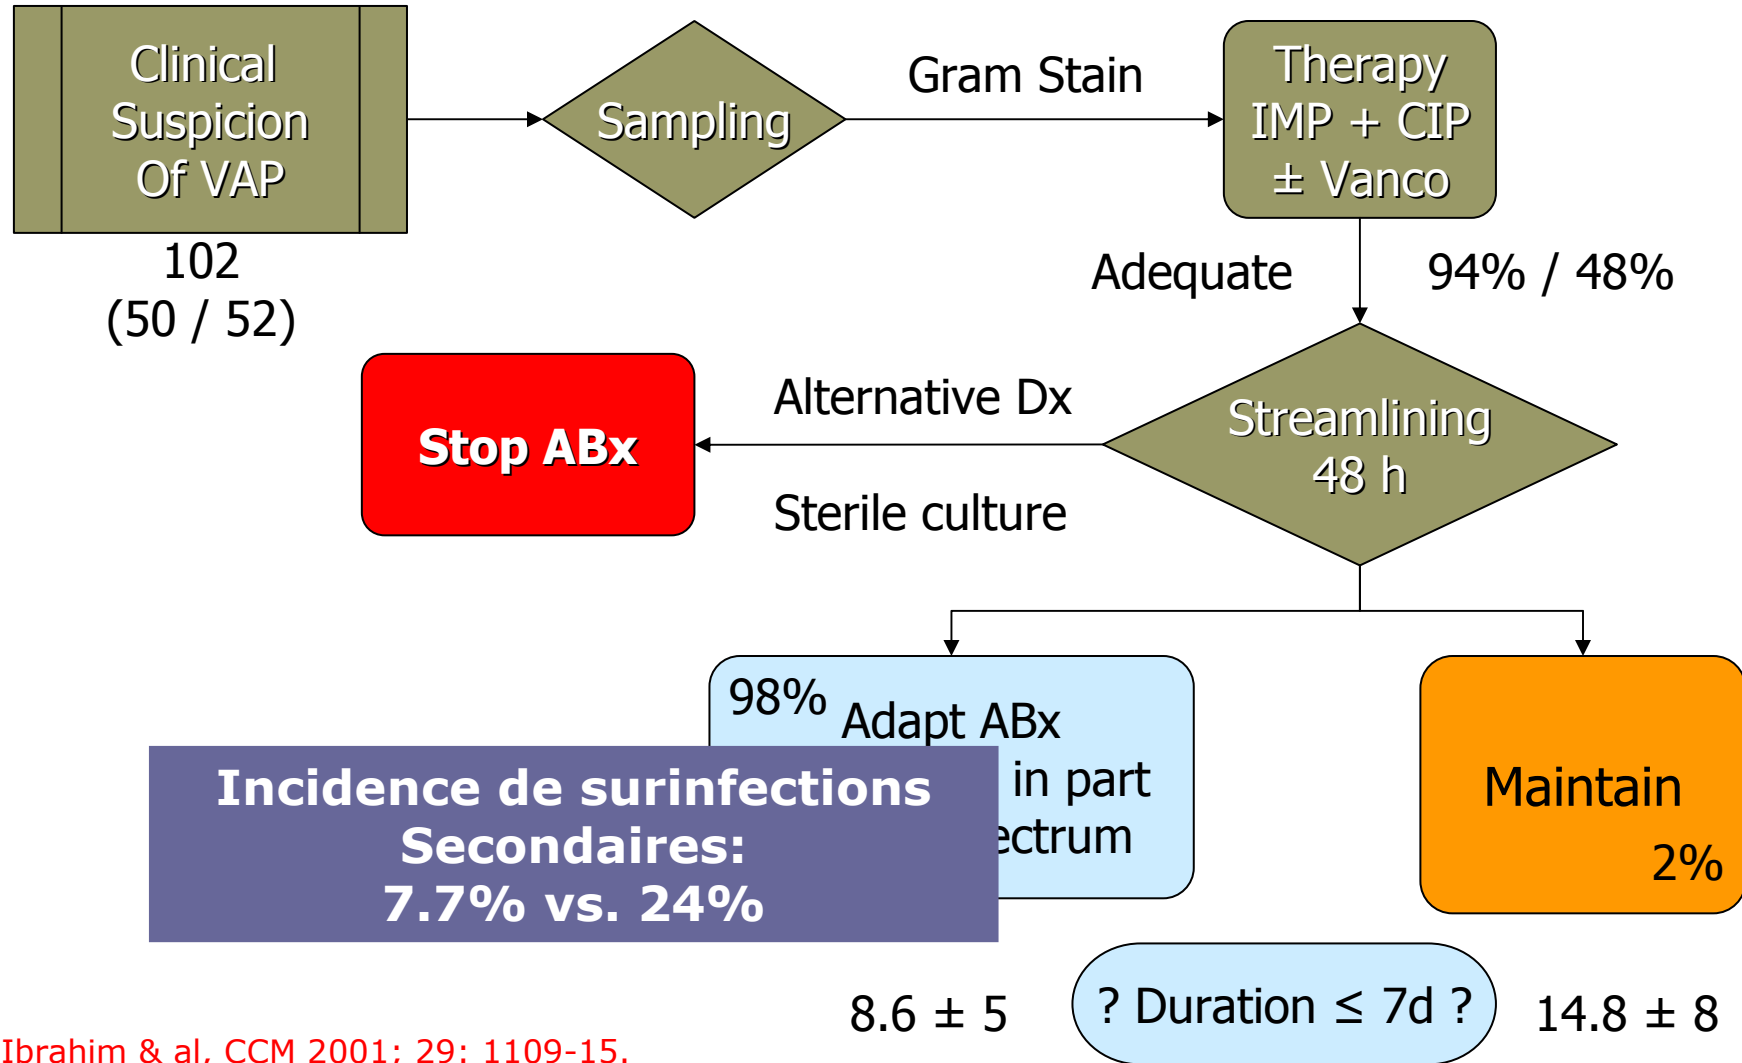 Clinical
Suspicion
Of VAP
102
(50 / 52)
Sampling
Gram Stain
Therapy
IMP + CIP
± Vanco
Adequate
94% / 48%
Streamlining
48 h
Alternative Dx
Sterile culture
Stop ABx
98%
Adapt ABx
in part
Maintain
2%
Incidence de surinfections
Secondaires:
7.7% vs. 24%
8.6 ± 5
? Duration ≤ 7d ?
14.8 ± 8
Ibrahim & al, CCM 2001; 29: 1109-15.